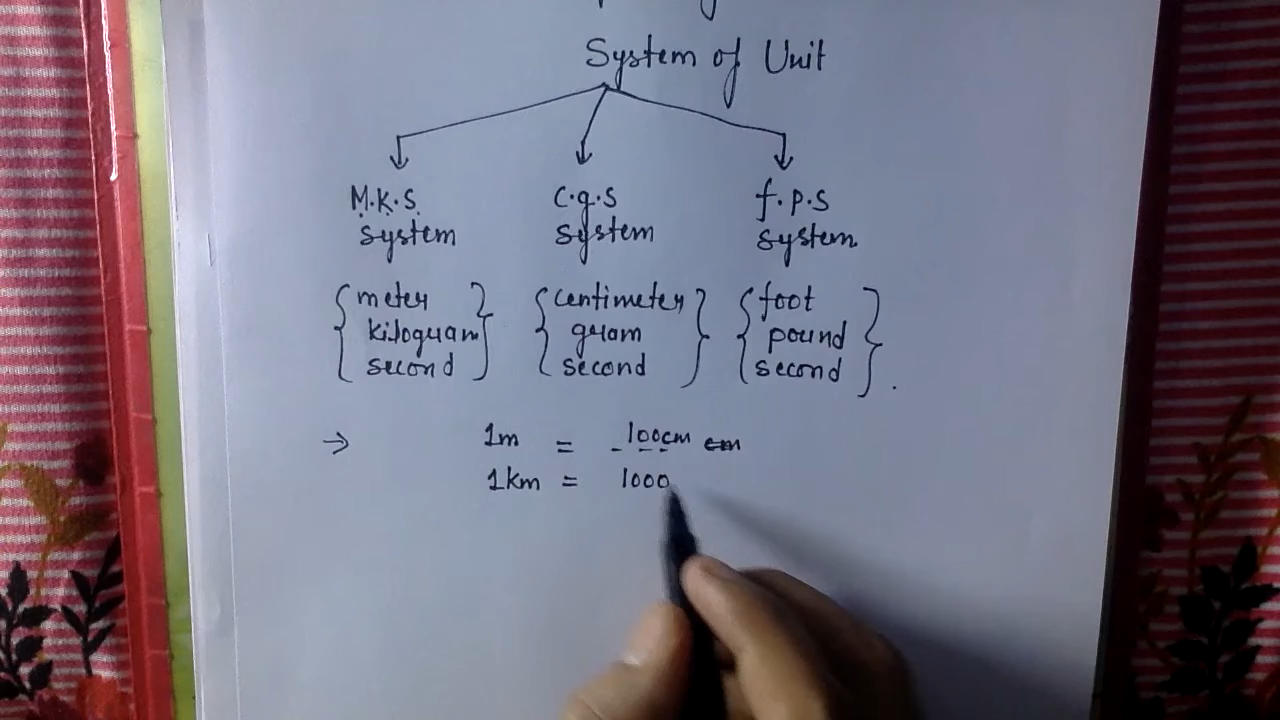 System of Unit
M.K.S. C.g.S f.P.S
system system system
{meter} {centimeter} {foot}
kilogram gram pound
second second second .
→ 1m = 100cm cm
1km = 1000